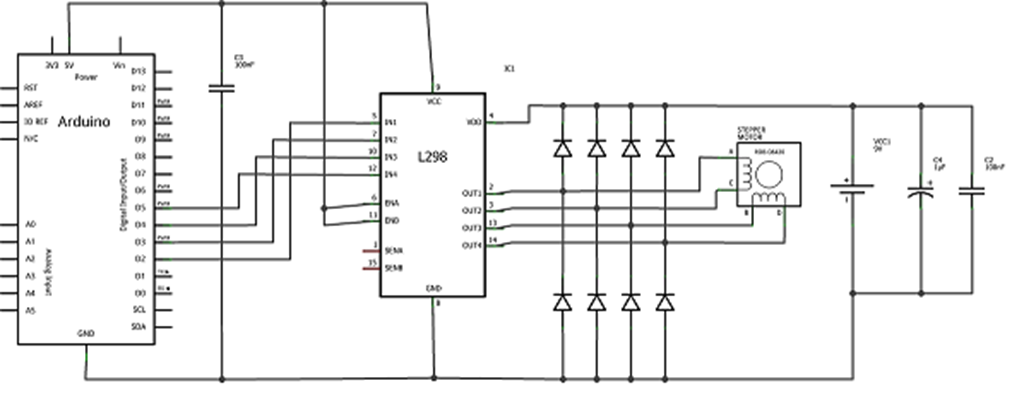 3V3 5V Vin
Power
RST
AREF
IO REF
N/C
Arduino
D13
D12
D11
PWM
D10
PWM
D9
PWM
D8
D7
D6
PWM
D5
PWM
D4
D3
PWM
D2
D1
D0
SCL
SDA
Digital Input/Output
A0
A1
A2
A3
A4
A5
Analog Input
GND
100nF
IC1
9
VCC
5 IN1
7 IN2
10 IN3
12 IN4
6 ENA
11
1 SENA
15 SENB
L298
VDD 4
OUT1 2
OUT2 3
OUT3 13
OUT4 14
GND
8
STEPPER
MOTOR
A
C
B
D
VCC1
9V
+
1µF
+
C2
100nF